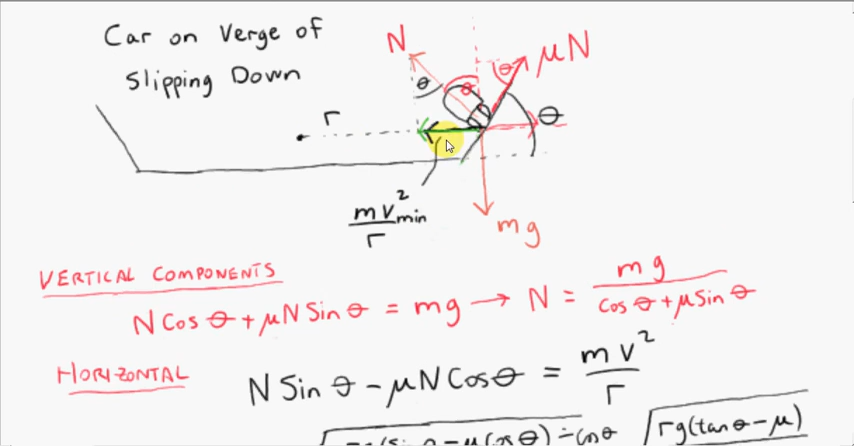 Car on Verge of
Slipping Down
N
θ
θ
θ
μN
θ
r
mv²min
r
mg
VERTICAL COMPONENTS
N Cos θ + μN Sin θ = mg → N = mg / cos θ + μ sin θ
HORIZONTAL
N Sin θ - μN Cos θ = mv² / r
√rg(tan θ - μ)